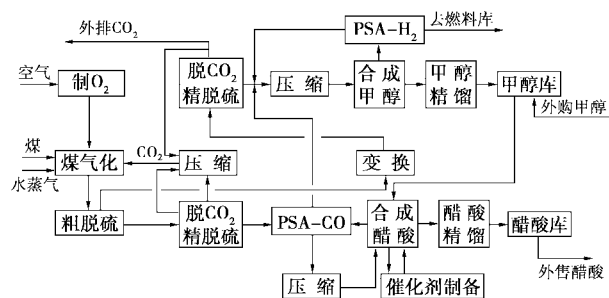 外排CO₂
PSA-H₂
去燃料库
空气
制O₂
脱CO₂
精脱硫
压缩
合成
甲醇
甲醇
精馏
甲醇库
外购甲醇
煤
水蒸气
煤气化
CO₂
压缩
变换
粗脱硫
脱CO₂
精脱硫
PSA-CO
合成
醋酸
醋酸
精馏
醋酸库
外售醋酸
压缩
催化剂制备